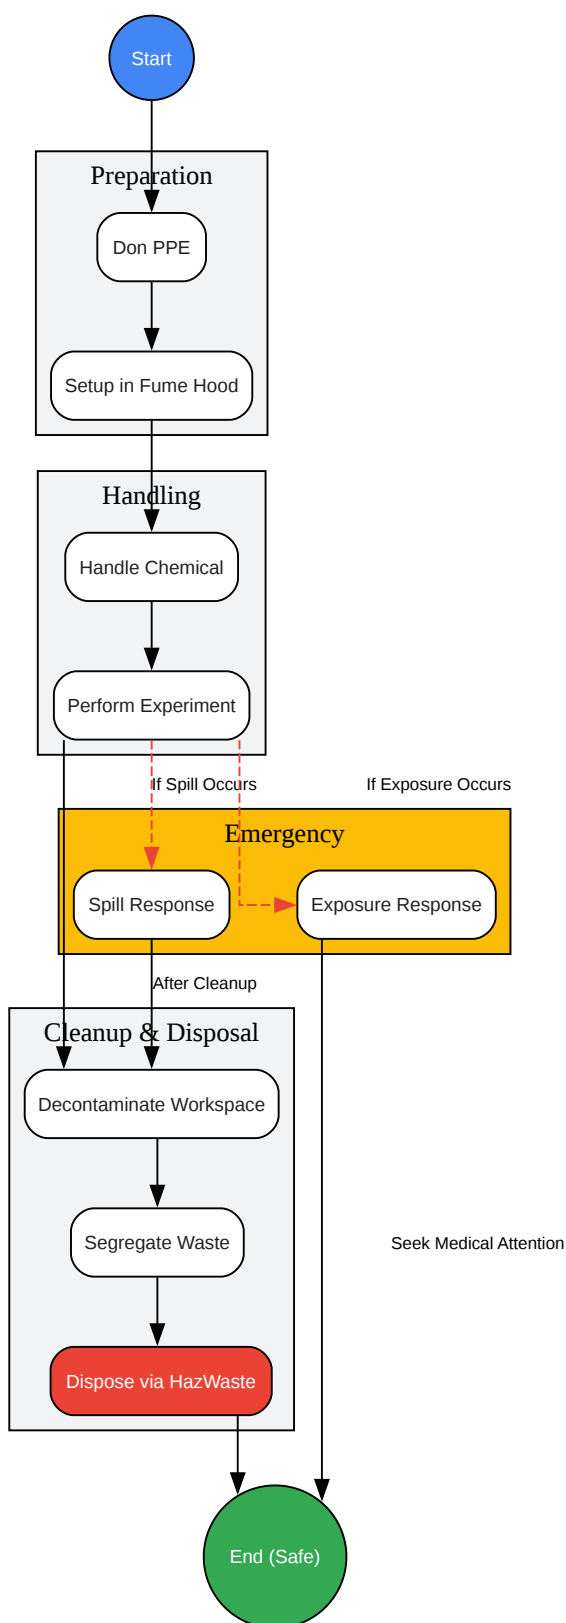 Start
Preparation
Don PPE
Setup in Fume Hood
Handling
Handle Chemical
Perform Experiment
If Spill Occurs
If Exposure Occurs
Emergency
Spill Response
Exposure Response
After Cleanup
Cleanup & Disposal
Decontaminate Workspace
Segregate Waste
Seek Medical Attention
Dispose via HazWaste
End (Safe)